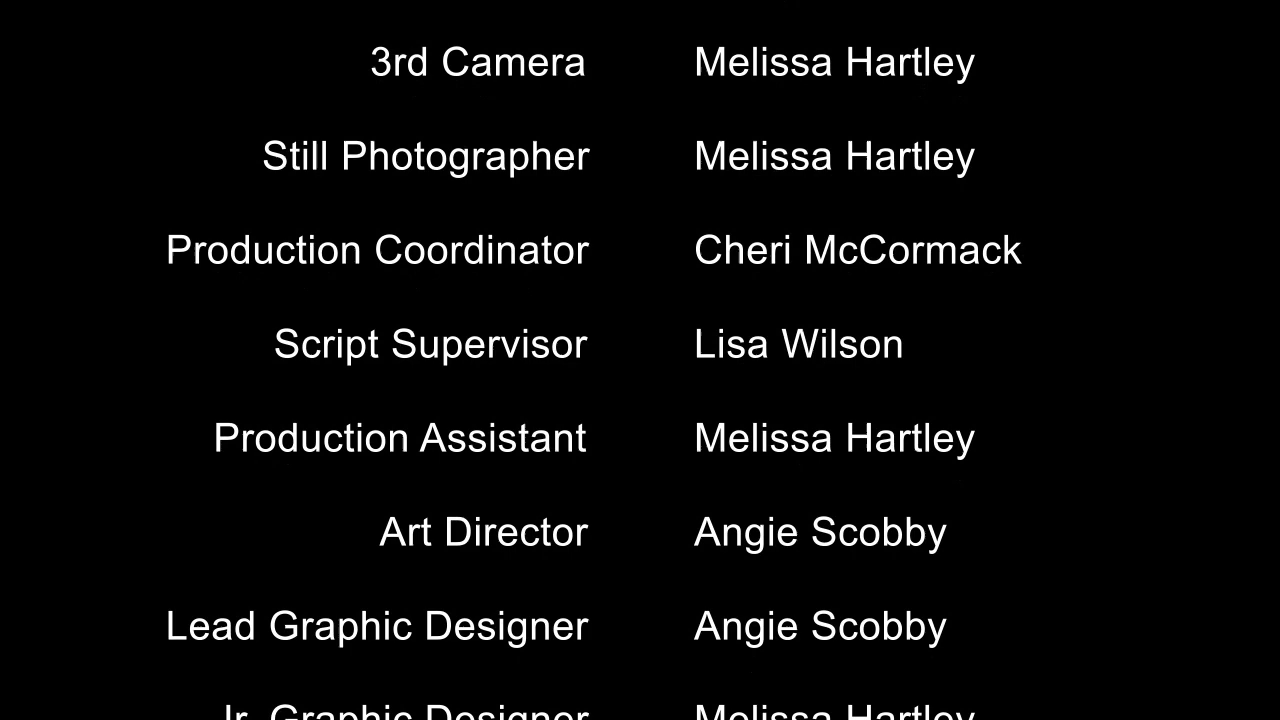 3rd Camera Melissa Hartley
Still Photographer Melissa Hartley
Production Coordinator Cheri McCormack
Script Supervisor Lisa Wilson
Production Assistant Melissa Hartley
Art Director Angie Scobby
Lead Graphic Designer Angie Scobby
Jr. Graphic Designer Melissa Hartley